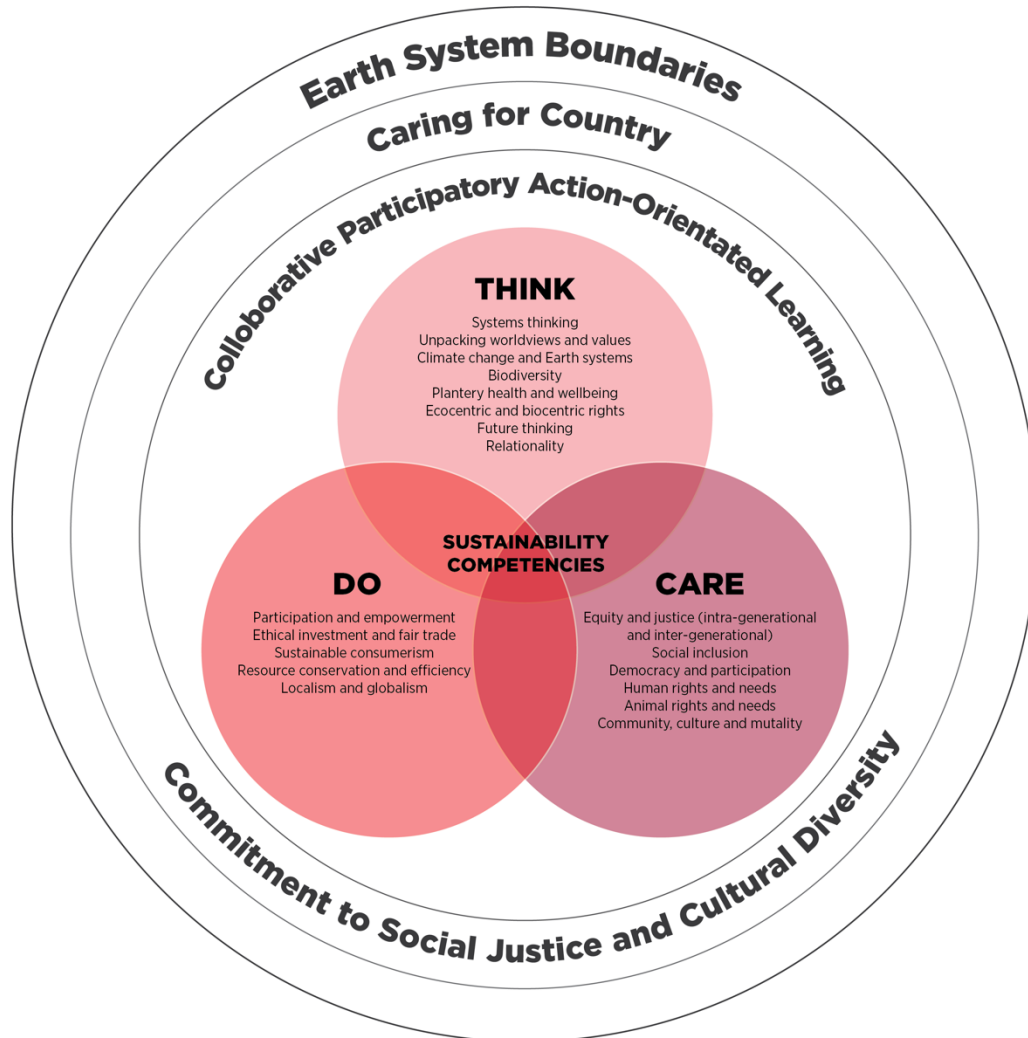 Earth System Boundaries
Caring for Country
Colloborative Participatory Action-Orientated Learning
THINK
Systems thinking
Unpacking worldviews and values
Climate change and Earth systems
Biodiversity
Plantery health and wellbeing
Ecocentric and biocentric rights
Future thinking
Relationality
SUSTAINABILITY
COMPETENCIES
DO
Participation and empowerment
Ethical investment and fair trade
Sustainable consumerism
Resource conservation and efficiency
Localism and globalism
CARE
Equity and justice (intra-generational
and inter-generational)
Social inclusion
Democracy and participation
Human rights and needs
Animal rights and needs
Community, culture and mutality
Commitment to Social Justice and Cultural Diversity